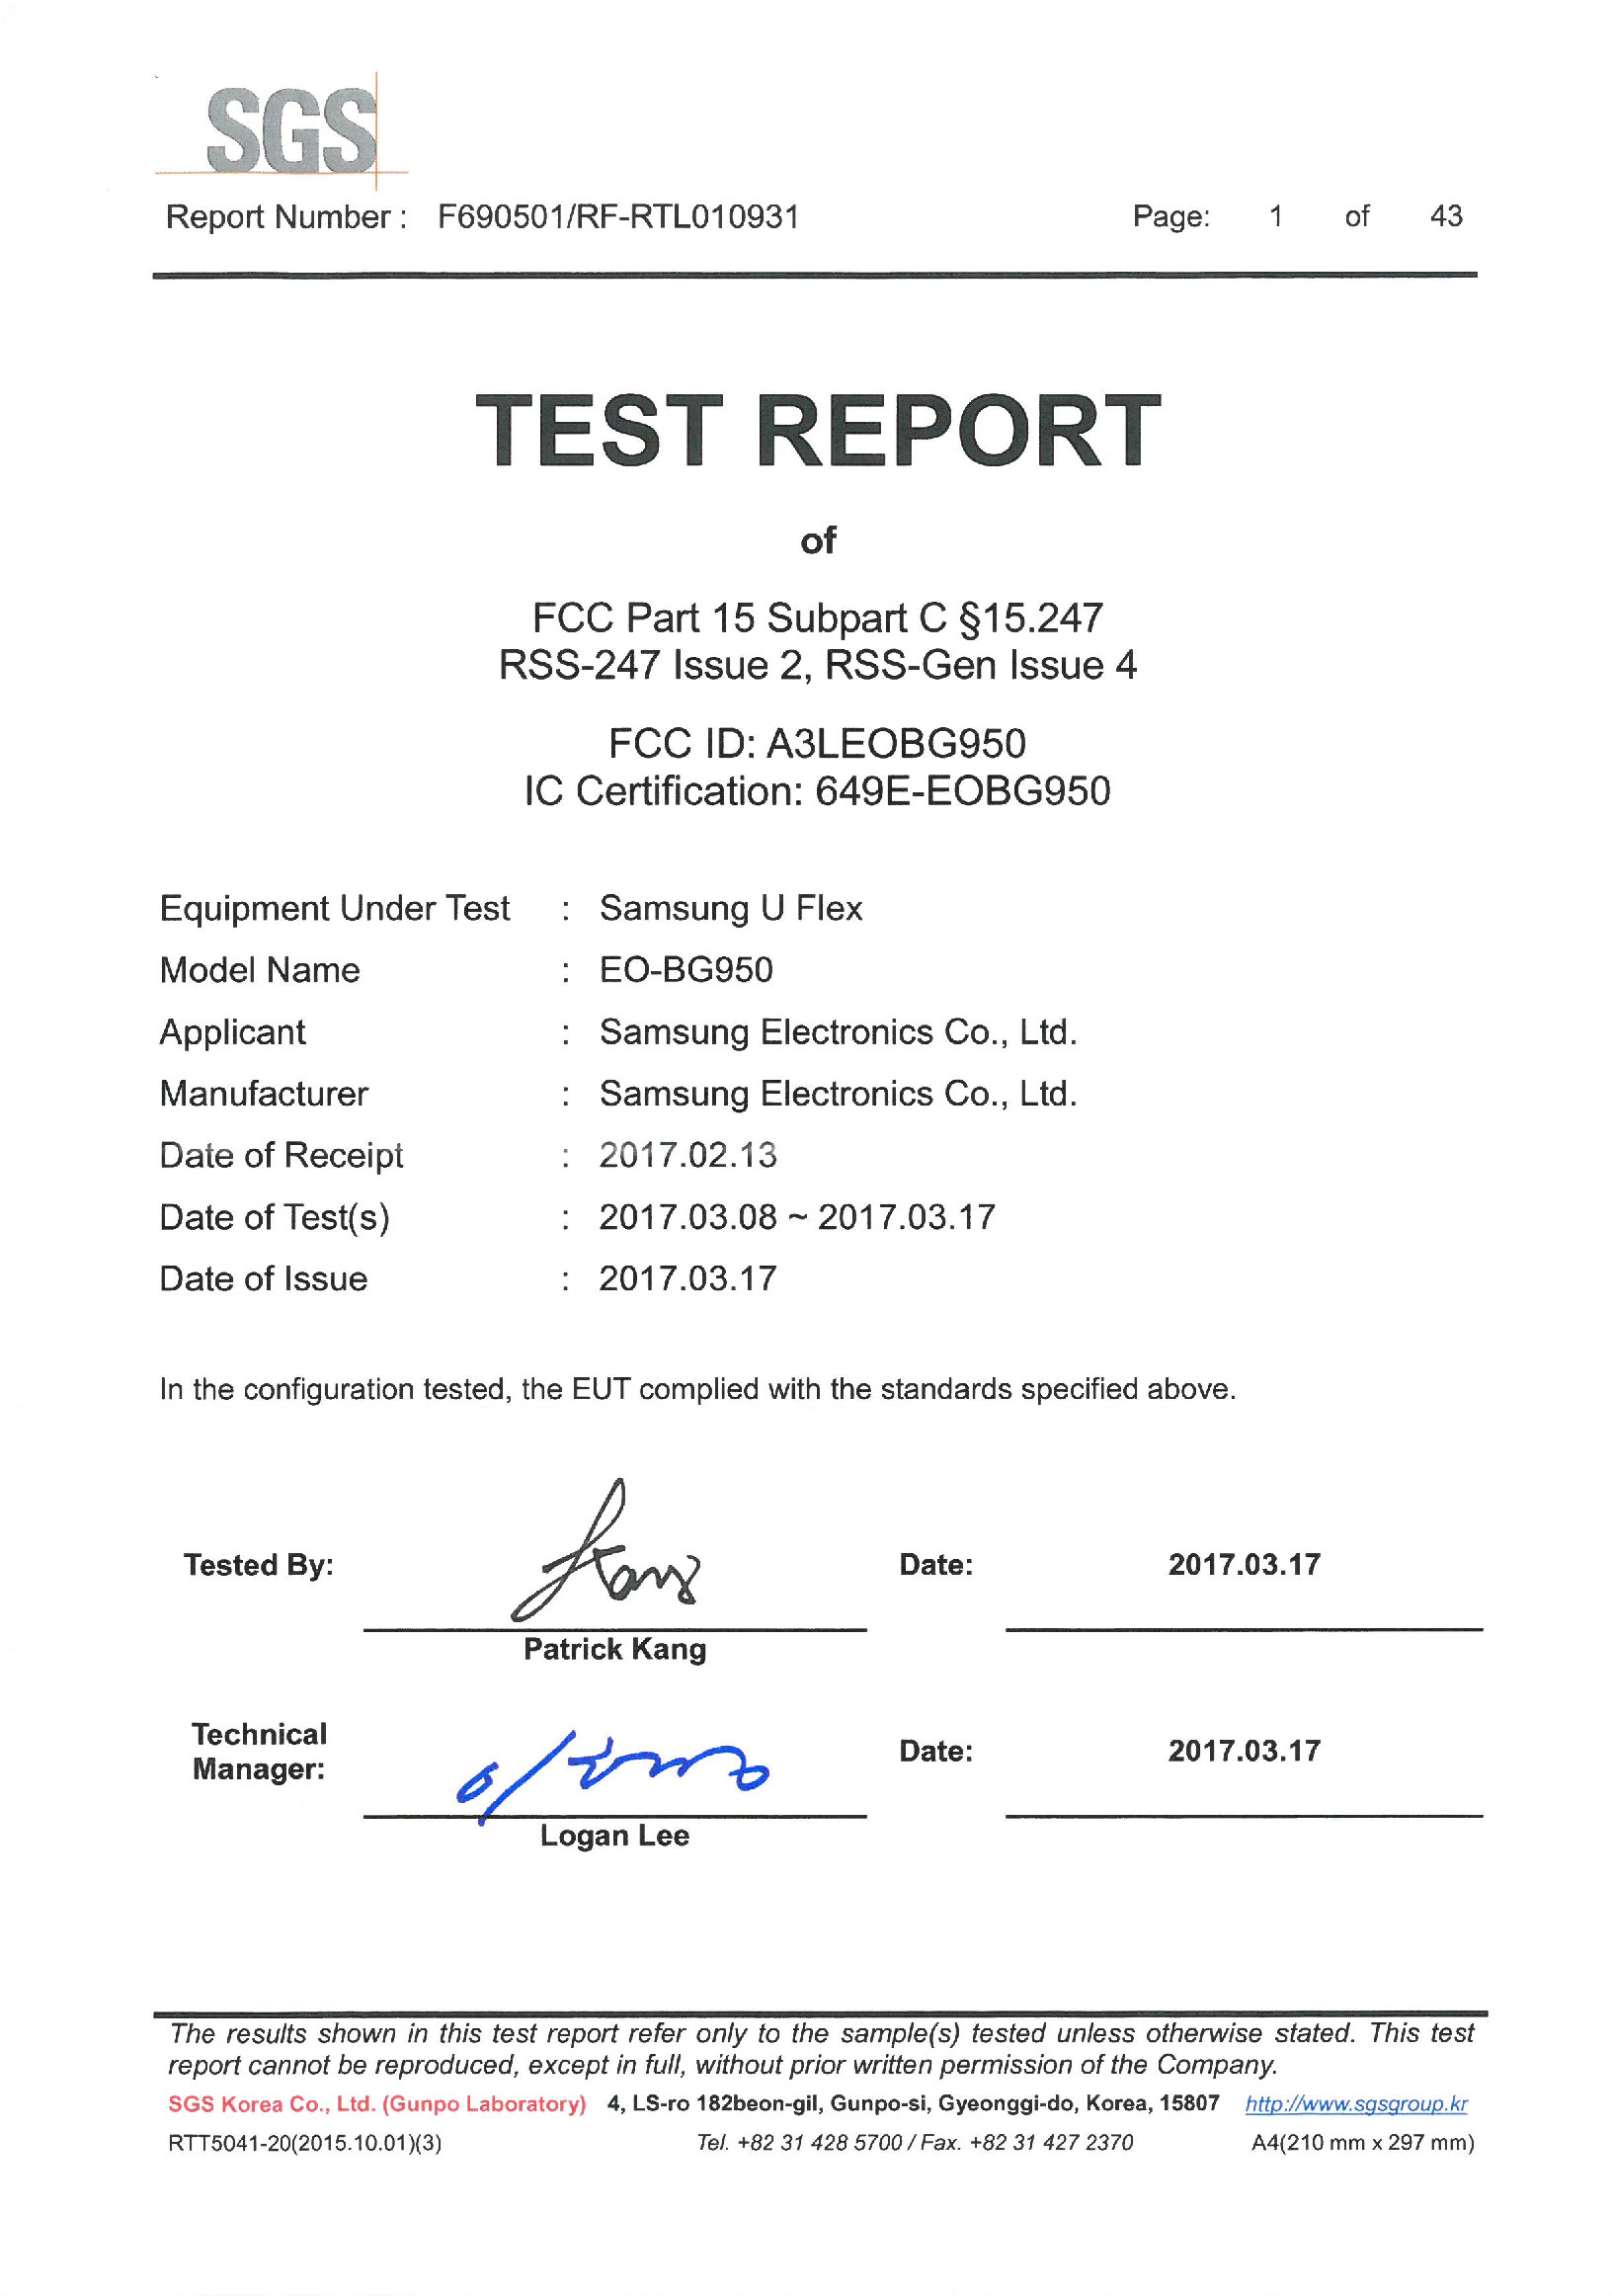 SGS
Report Number : F690501/RF-RTL010931 Page: 1 of 43
TEST REPORT
of
FCC Part 15 Subpart C §15.247
RSS-247 Issue 2, RSS-Gen Issue 4
FCC ID: A3LEOBG950
IC Certification: 649E-EOBG950
Equipment Under Test : Samsung U Flex
Model Name : EO-BG950
Applicant : Samsung Electronics Co., Ltd.
Manufacturer : Samsung Electronics Co., Ltd.
Date of Receipt : 2017.02.13
Date of Test(s) : 2017.03.08 ~ 2017.03.17
Date of Issue : 2017.03.17
In the configuration tested, the EUT complied with the standards specified above.
Tested By: Date: 2017.03.17
Patrick Kang
Technical
Manager: Date: 2017.03.17
Logan Lee
The results shown in this test report refer only to the sample(s) tested unless otherwise stated. This test
report cannot be reproduced, except in full, without prior written permission of the Company.
SGS Korea Co., Ltd. (Gunpo Laboratory) 4, LS-ro 182beon-gil, Gunpo-si, Gyeonggi-do, Korea, 15807 http://www.sgsgroup.kr
RTT5041-20(2015.10.01)(3) Tel. +82 31 428 5700 / Fax. +82 31 427 2370 A4(210 mm x 297 mm)